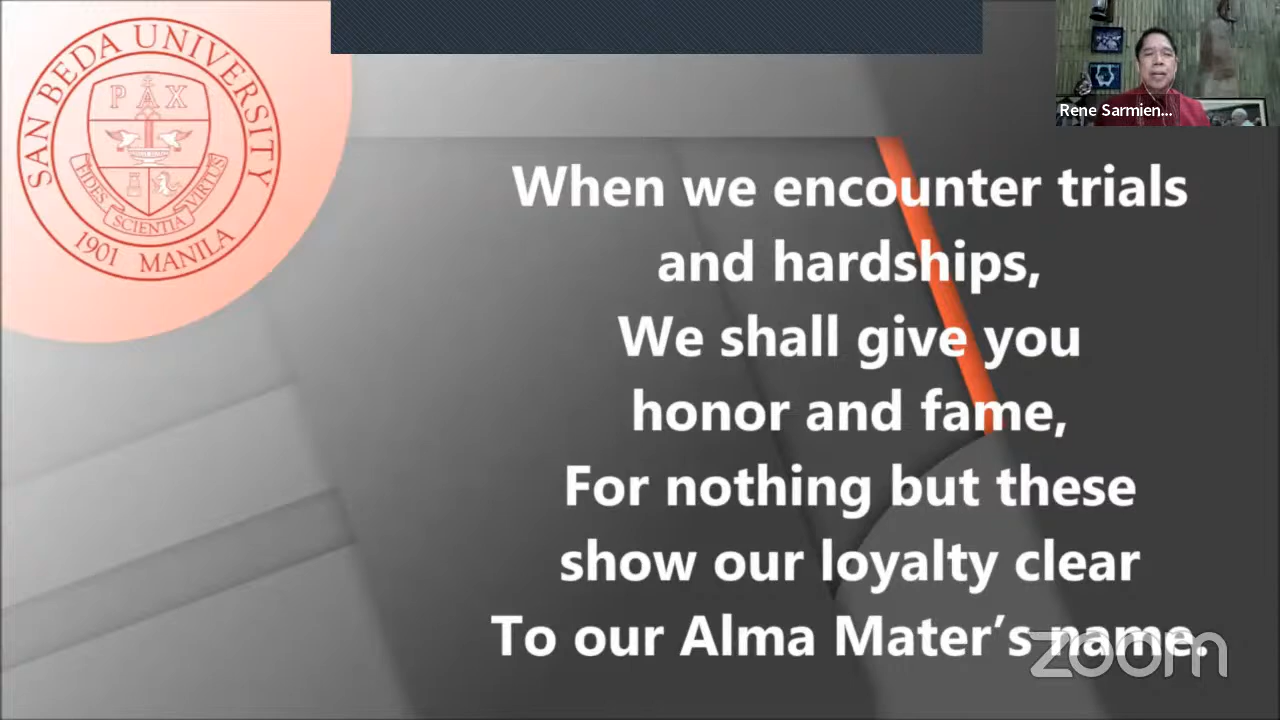 SAN BEDA UNIVERSITY
PAX
FIDES
SCIENTIA
VIRTUS
1901 MANILA
Rene Sarmien...
When we encounter trials
and hardships,
We shall give you
honor and fame,
For nothing but these
show our loyalty clear
To our Alma Mater’s name.
zoom